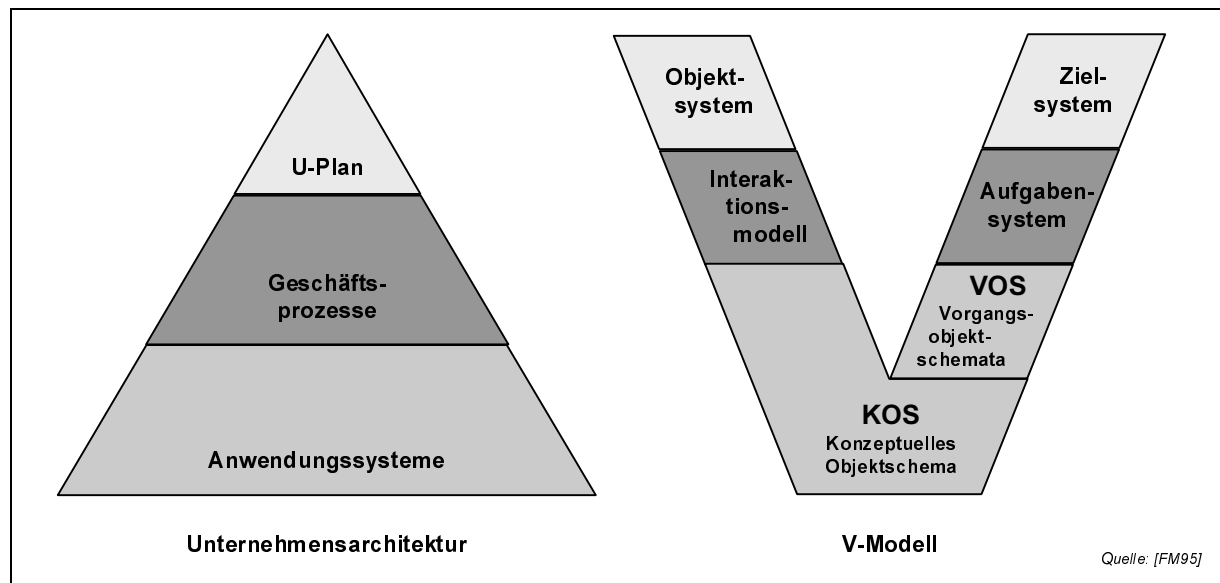 U-Plan
Geschäfts-
prozesse
Anwendungssysteme
Unternehmensarchitektur
Objekt-
system
Interak-
tions-
modell
Ziel-
system
Aufgaben-
system
VOS
Vorgangs-
objekt-
schemata
KOS
Konzeptuelles
Objektschema
V-Modell
Quelle: [FM95]